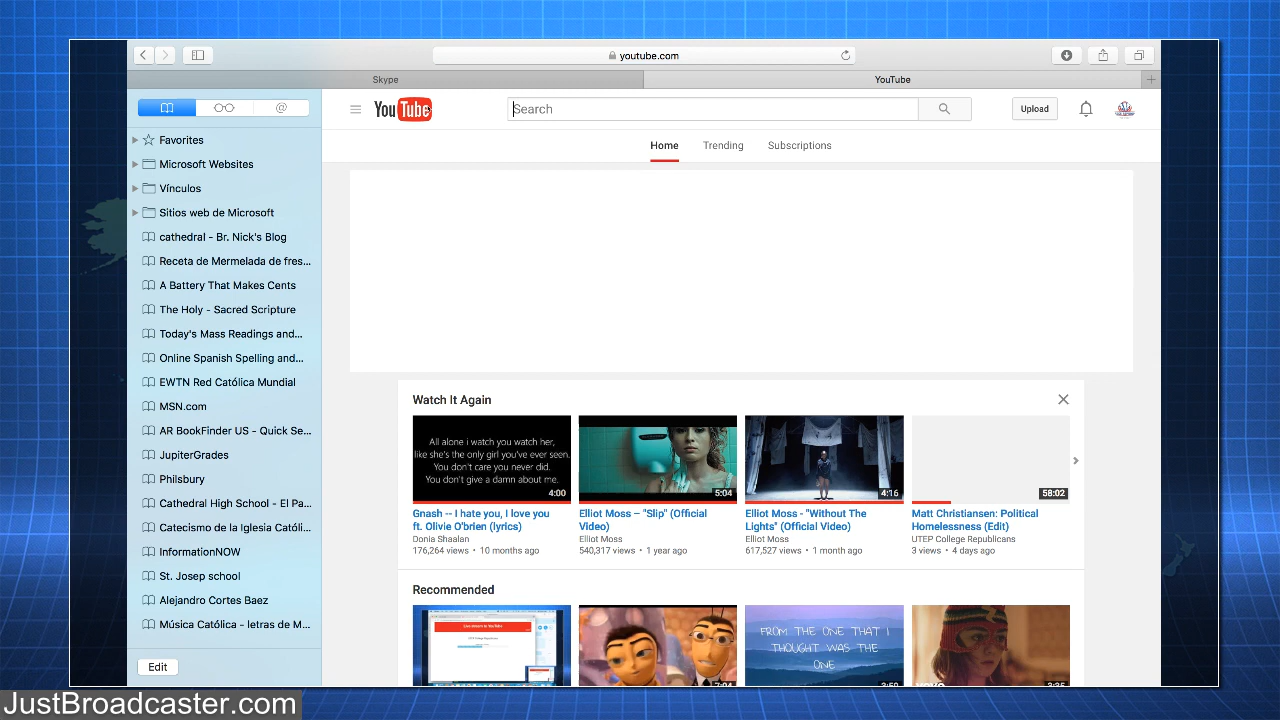 youtube.com
Skype
YouTube
@
Favorites
Microsoft Websites
Vínculos
Sitios web de Microsoft
cathedral - Br. Nick's Blog
Receta de Mermelada de fres...
A Battery That Makes Cents
The Holy - Sacred Scripture
Today's Mass Readings and...
Online Spanish Spelling and...
EWTN Red Católica Mundial
MSN.com
AR BookFinder US - Quick Se...
JupiterGrades
Philsbury
Cathedral High School - El Pa...
Catecismo de la Iglesia Católi...
InformationNOW
St. Josep school
Alejandro Cortes Baez
Música Católica - letras de M...
Edit
YouTube
Search
Upload
Home Trending Subscriptions
Watch It Again
All alone i watch you watch her,
like she's the only girl you've ever seen.
You don't care you never did.
You don't give a damn about me.
4:00
5:04
4:16
58:02
Gnash -- I hate you, I love you
ft. Olivie O'brien (lyrics)
Donia Shaalan
176,264 views • 10 months ago
Elliot Moss – "Slip" (Official
Video)
Elliot Moss
540,317 views • 1 year ago
Elliot Moss - "Without The
Lights" (Official Video)
Elliot Moss
617,527 views • 1 month ago
Matt Christiansen: Political
Homelessness (Edit)
UTEP College Republicans
3 views • 4 days ago
Recommended
FROM THE ONE THAT I
THOUGHT WAS THE
ONE
JustBroadcaster.com